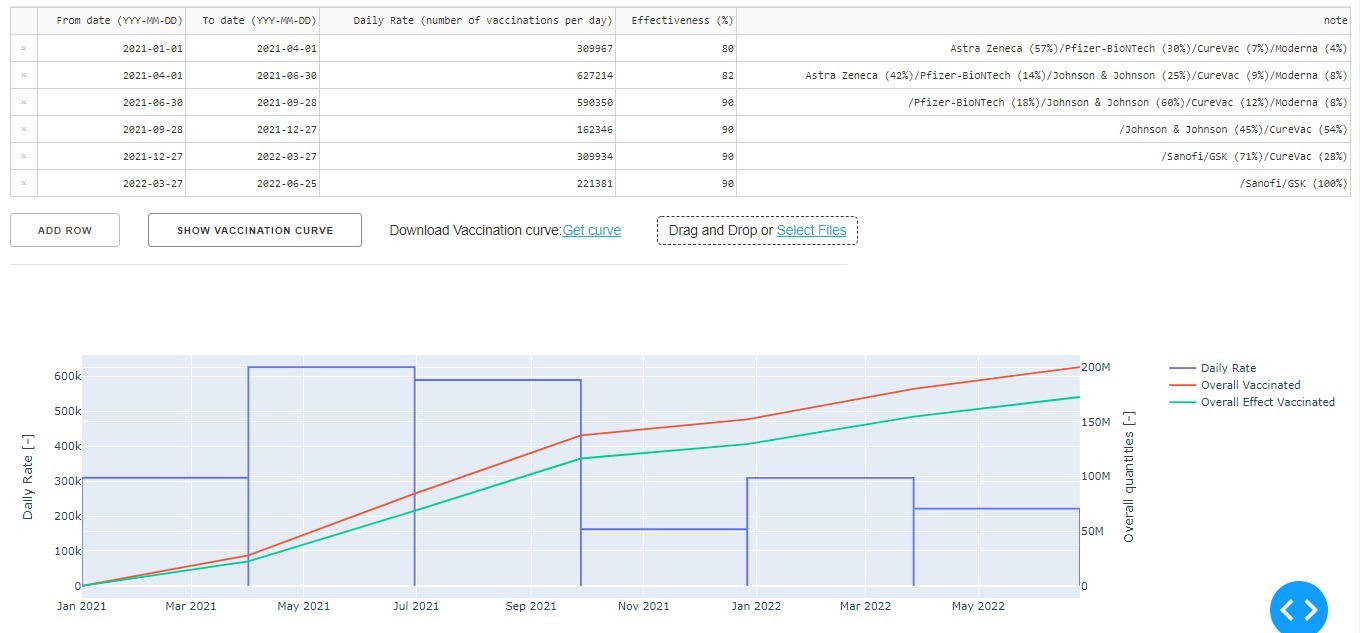 From date (YYY-MM-DD) To date (YYY-MM-DD) Daily Rate (number of vaccinations per day) Effectiveness (%) note
× 2021-01-01 2021-04-01 309967 80 Astra Zeneca (57%)/Pfizer-BioNTech (30%)/CureVac (7%)/Moderna (4%)
× 2021-04-01 2021-06-30 627214 82 Astra Zeneca (42%)/Pfizer-BioNTech (14%)/Johnson & Johnson (25%)/CureVac (9%)/Moderna (8%)
× 2021-06-30 2021-09-28 590350 90 /Pfizer-BioNTech (18%)/Johnson & Johnson (60%)/CureVac (12%)/Moderna (8%)
× 2021-09-28 2021-12-27 162346 90 /Johnson & Johnson (45%)/CureVac (54%)
× 2021-12-27 2022-03-27 309934 90 /Sanofi/GSK (71%)/CureVac (28%)
× 2022-03-27 2022-06-25 221381 90 /Sanofi/GSK (100%)
ADD ROW SHOW VACCINATION CURVE Download Vaccination curve:Get curve Drag and Drop or Select Files
Daily Rate [-]
600k
500k
400k
300k
200k
100k
0
Jan 2021 Mar 2021 May 2021 Jul 2021 Sep 2021 Nov 2021 Jan 2022 Mar 2022 May 2022
200M
150M
100M
50M
0
Overall quantities [-]
Daily Rate
Overall Vaccinated
Overall Effect Vaccinated